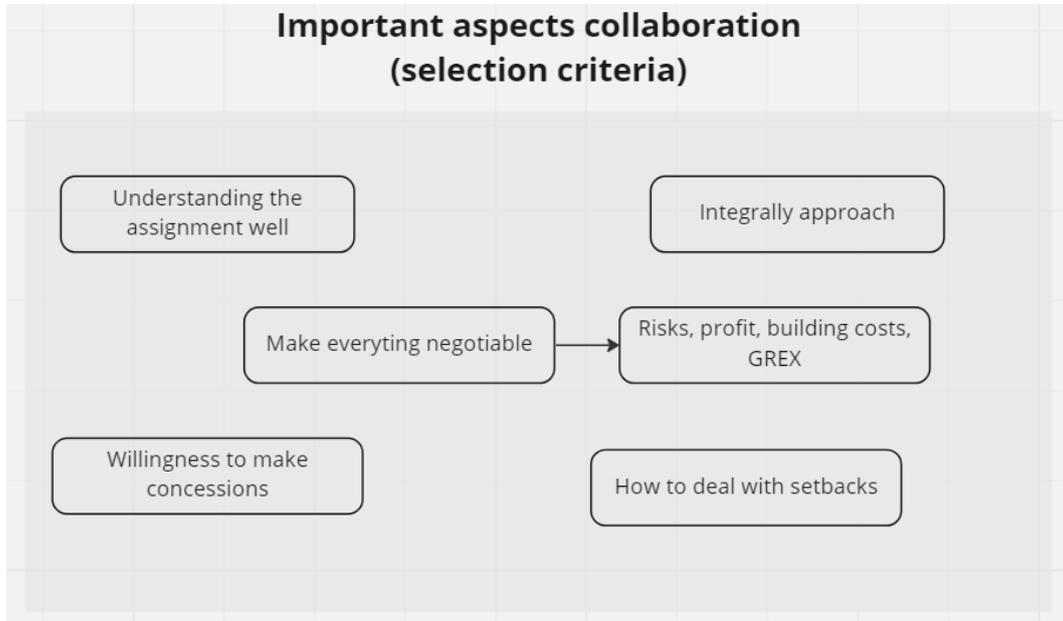 Important aspects collaboration
(selection criteria)
Understanding the
assignment well
Integrally approach
Make everyting negotiable
Risks, profit, building costs,
GREX
Willingness to make
concessions
How to deal with setbacks